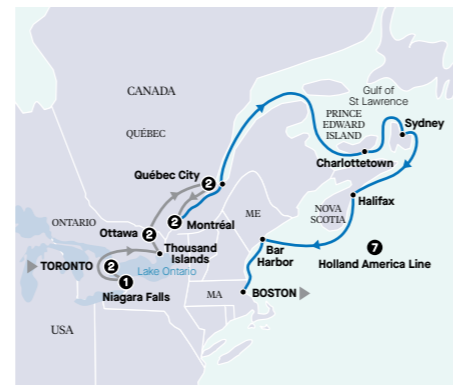 CANADA
Gulf of
St Lawrence
PRINCE
EDWARD
ISLAND
Sydney
QUÉBEC
Charlottetown
Québec City 2
Halifax
NOVA
SCOTIA
2 Montréal
ME
ONTARIO
Ottawa 2
Thousand
Islands
7
Holland America Line
Bar
Harbor
TORONTO 2
Lake Ontario
1
Niagara Falls
MA
BOSTON
USA